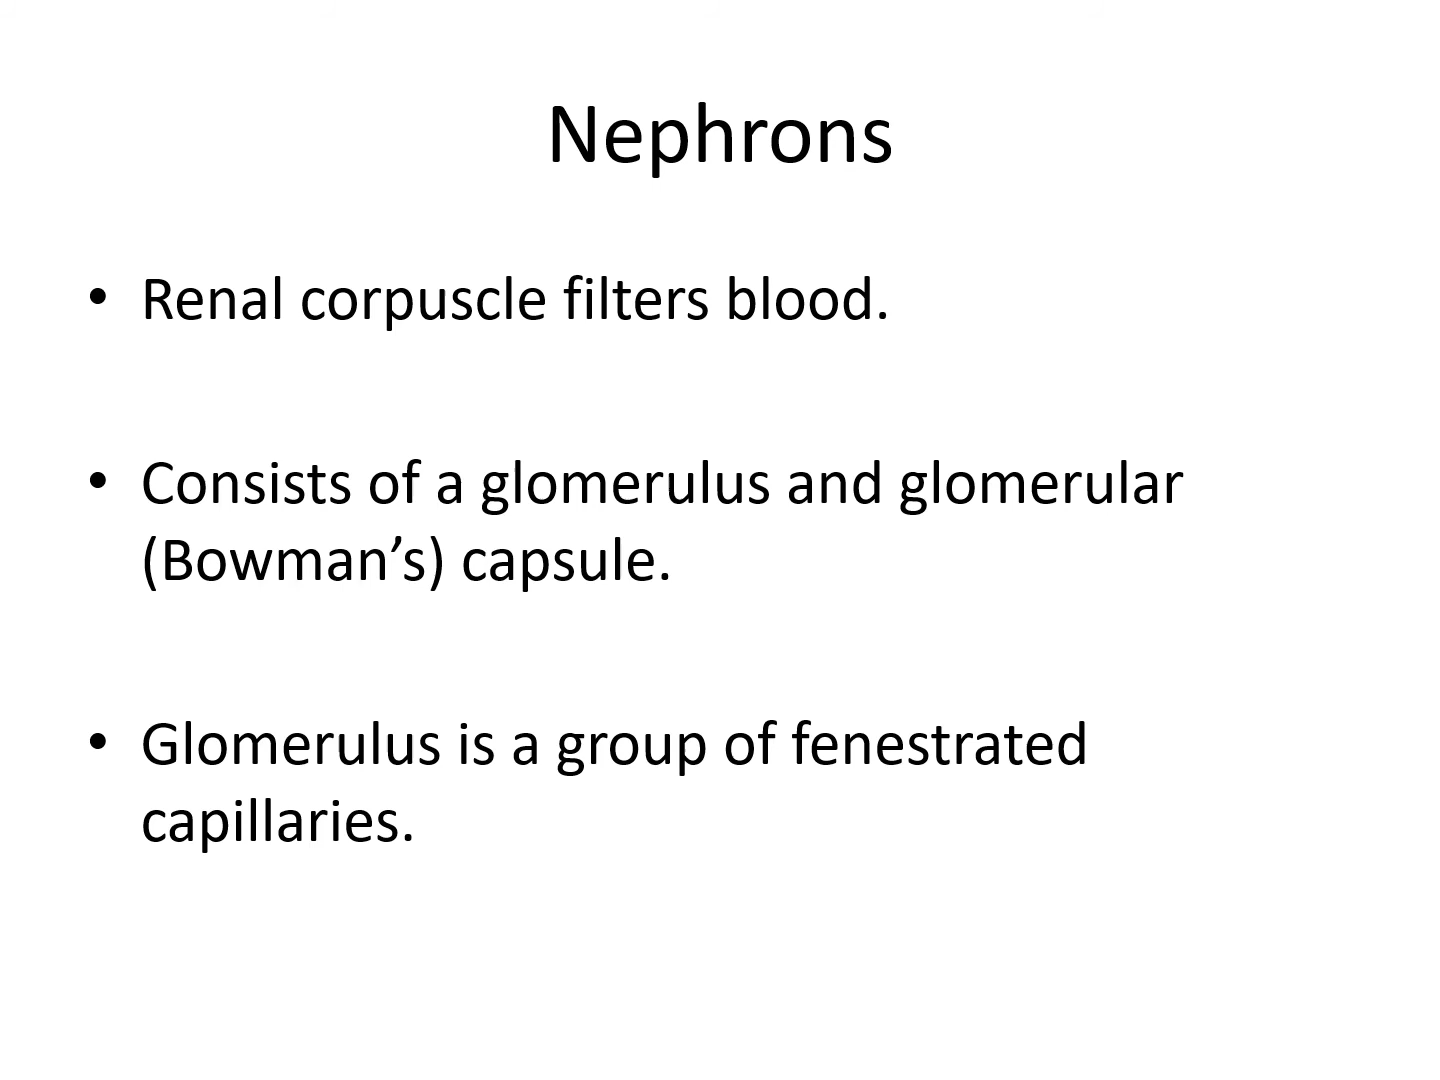 Nephrons
• Renal corpuscle filters blood.
• Consists of a glomerulus and glomerular
(Bowman’s) capsule.
• Glomerulus is a group of fenestrated
capillaries.